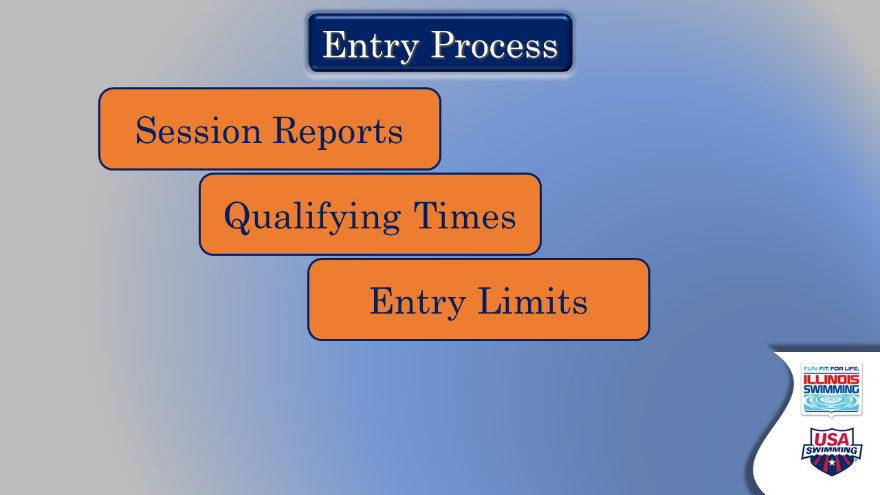 Entry Process
Session Reports
Qualifying Times
Entry Limits
FUN. FIT. FOR LIFE.
ILLINOIS
SWIMMING
USA
SWIMMING